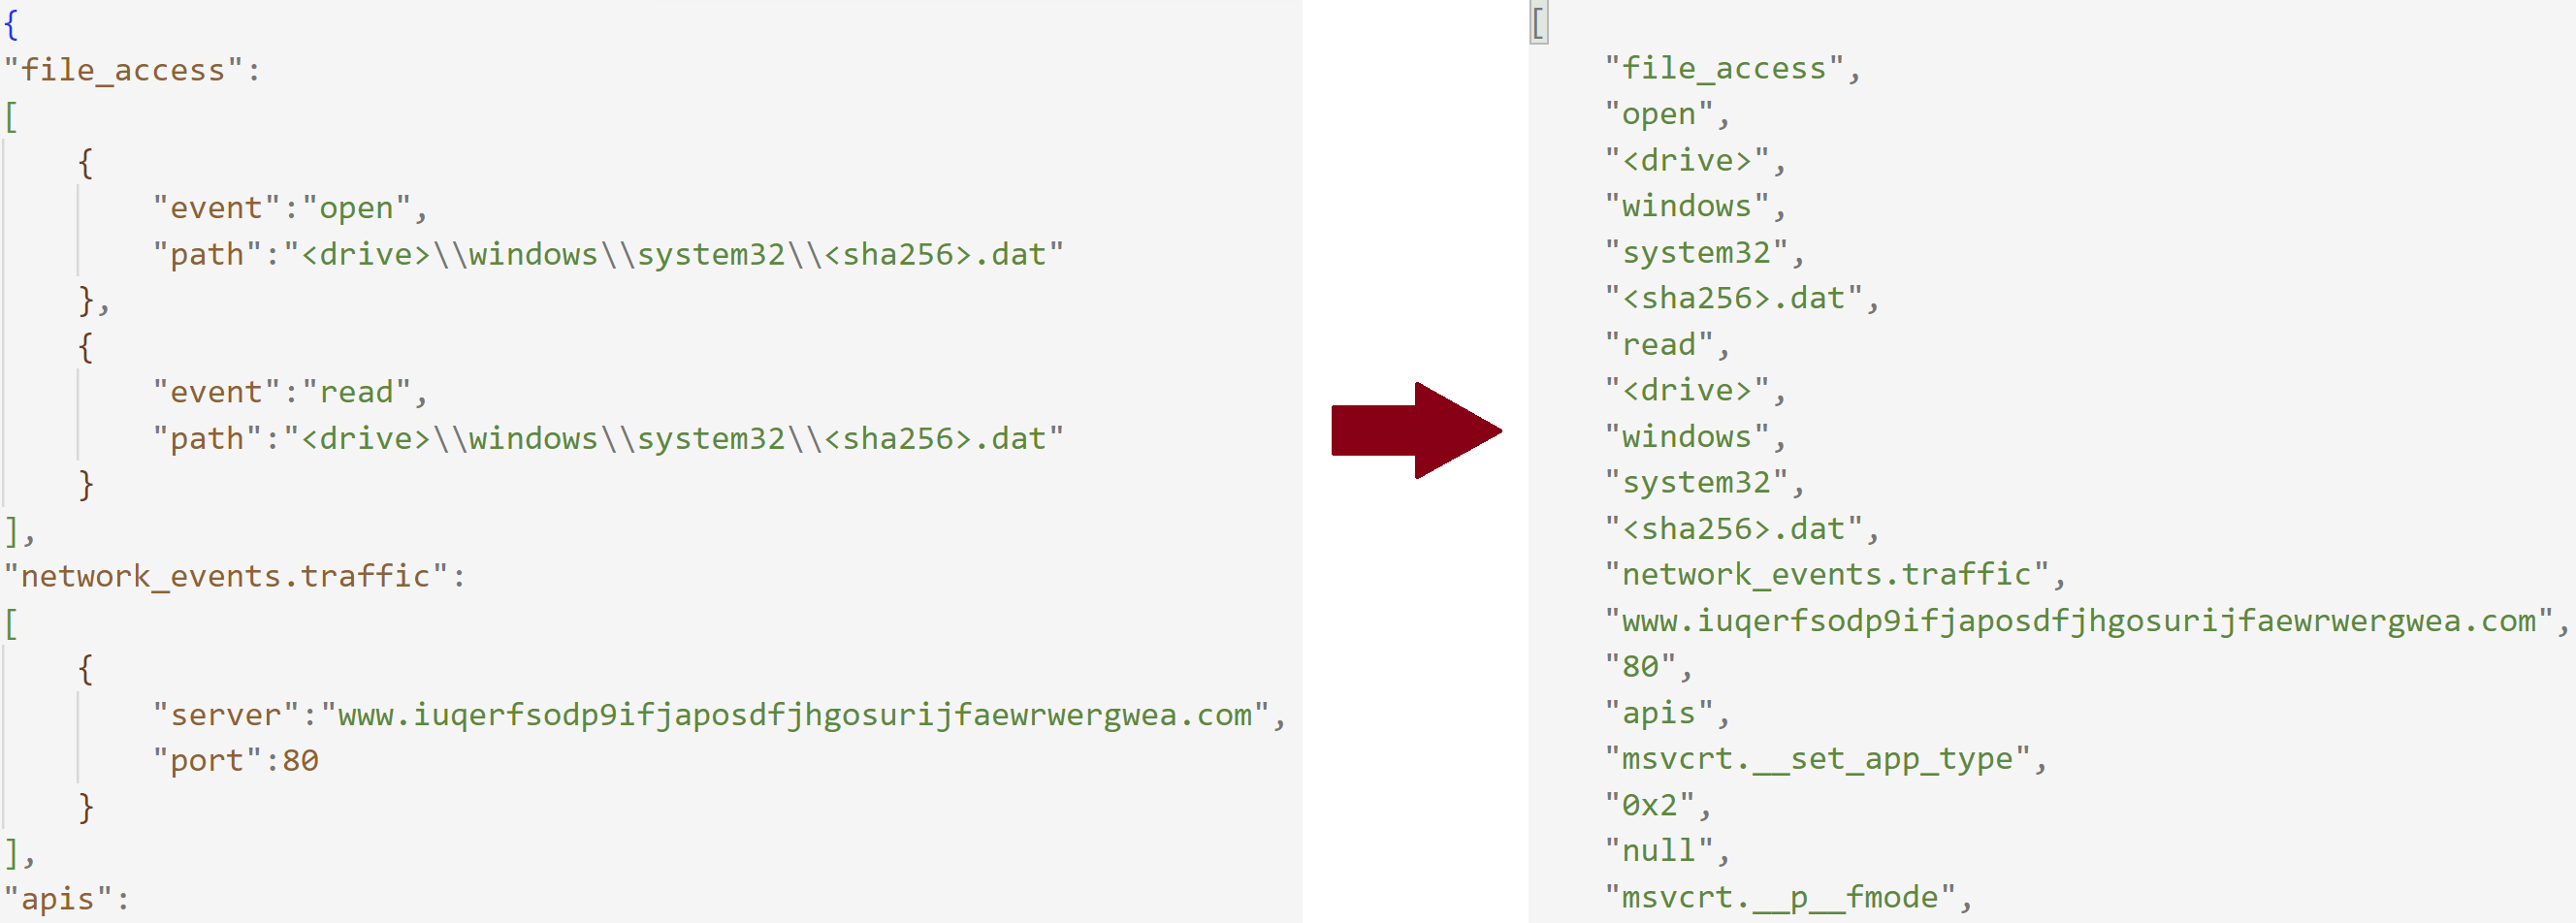 {
"file_access":
[
{
"event":"open",
"path":"<drive>\\windows\\system32\\<sha256>.dat"
},
{
"event":"read",
"path":"<drive>\\windows\\system32\\<sha256>.dat"
}
],
"network_events.traffic":
[
{
"server":"www.iuqerfsodp9ifjaposdfjhgosurijfaewrwergwea.com",
"port":80
}
],
"apis":
[
"file_access",
"open",
"<drive>",
"windows",
"system32",
"<sha256>.dat",
"read",
"<drive>",
"windows",
"system32",
"<sha256>.dat",
"network_events.traffic",
"www.iuqerfsodp9ifjaposdfjhgosurijfaewrwergwea.com",
"80",
"apis",
"msvcrt.__set_app_type",
"0x2",
"null",
"msvcrt.__p__fmode",